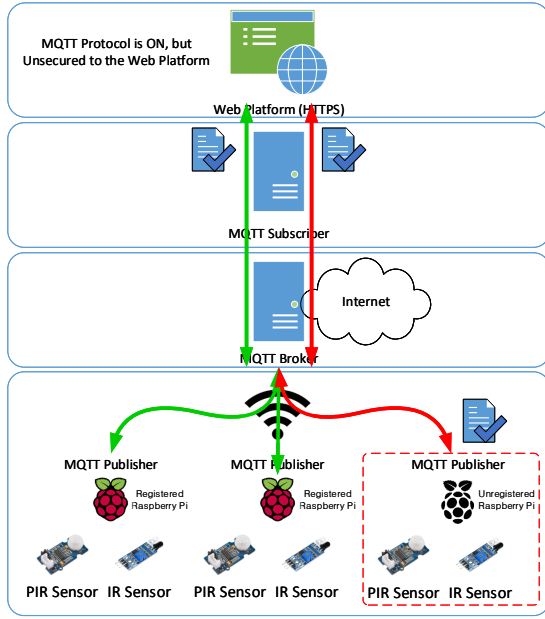 MQTT Protocol is ON, but
Unsecured to the Web Platform
Web Platform (HTTPS)
MQTT Subscriber
Internet
MQTT Broker
MQTT Publisher
MQTT Publisher
MQTT Publisher
Registered
Raspberry Pi
Registered
Raspberry Pi
Unregistered
Raspberry Pi
PIR Sensor
IR Sensor
PIR Sensor
IR Sensor
PIR Sensor
IR Sensor